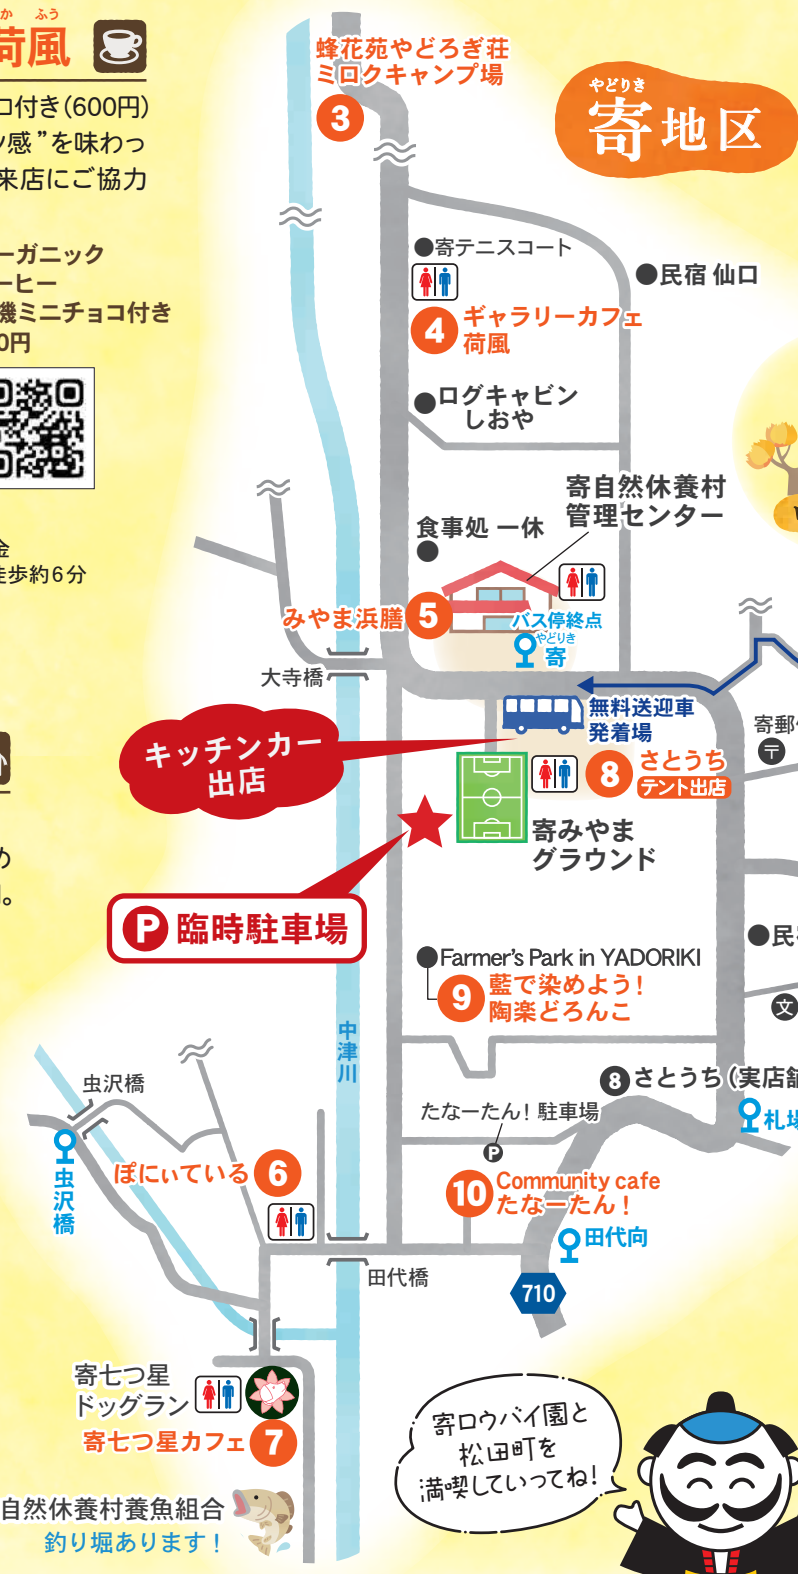 か ふう
荷風
コ付き(600円)
ン感”を味わっ
来店にご協力
ーガニック
ーヒー
機ミニチョコ付き
0円
金
徒歩約6分
め
。
やどりき
寄地区
蜂花苑やどろぎ荘
ミロクキャンプ場
3
寄テニスコート
民宿 仙口
4
ギャラリーカフェ
荷風
ログキャビン
しおや
寄自然休養村
管理センター
食事処 一休
みやま浜膳
5
バス停終点
やどりき
寄
大寺橋
無料送迎車
発着場
寄郵
〒
キッチンカー
出店
8
さとうち
テント出店
寄みやま
グラウンド
P 臨時駐車場
民
Farmer's Park in YADORIKI
9
藍で染めよう!
陶楽どろんこ
文
中津川
虫沢橋
8 さとうち(実店舗
たなーたん! 駐車場
P
札場
虫沢橋
ぽにぃている
6
10
Community cafe
たなーたん!
田代向
田代橋
710
寄七つ星
ドッグラン
寄七つ星カフェ
7
寄ロウバイ園と
松田町を
満喫していってね!
自然休養村養魚組合
釣り堀あります!